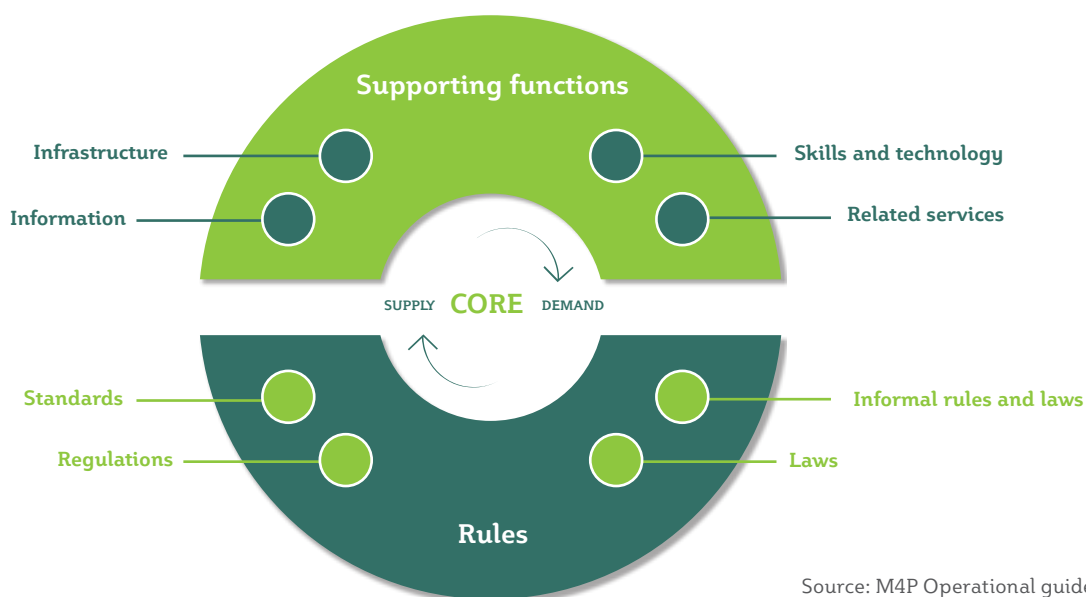 Supporting functions
Infrastructure
Skills and technology
Information
Related services
SUPPLY CORE DEMAND
Standards
Informal rules and laws
Regulations
Laws
Rules
Source: M4P Operational guide